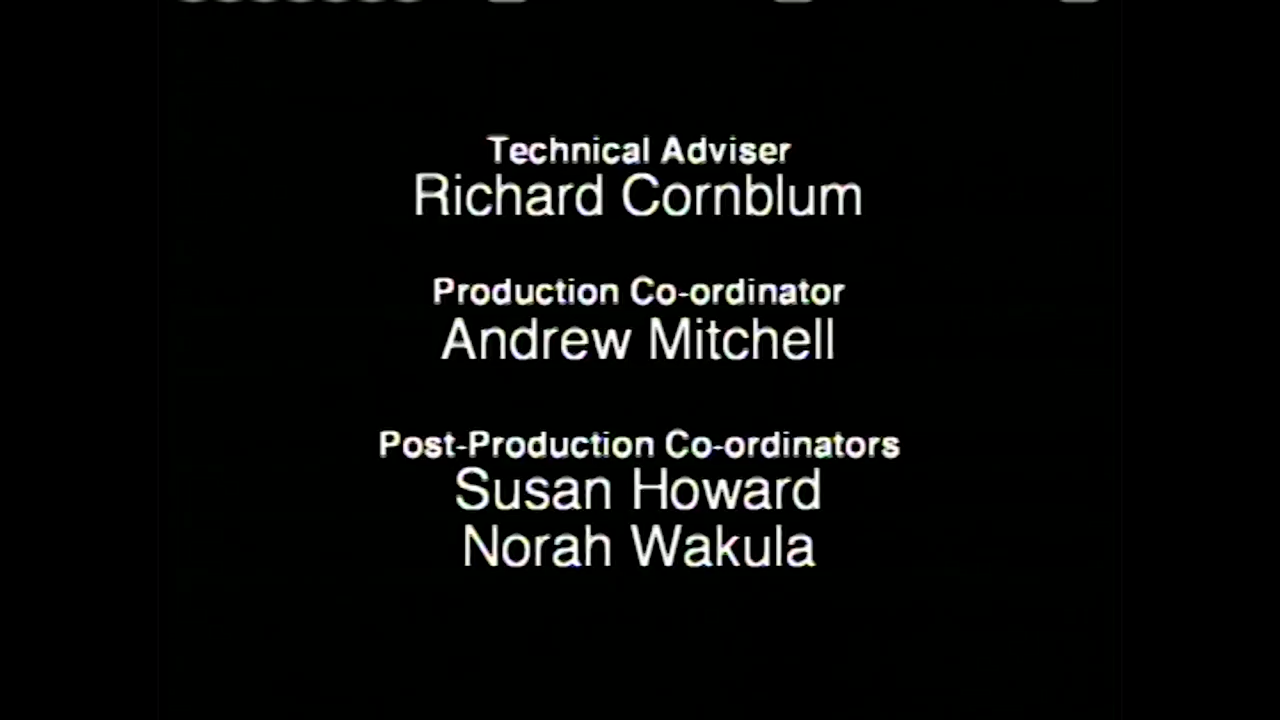 Technical Adviser
Richard Cornblum
Production Co-ordinator
Andrew Mitchell
Post-Production Co-ordinators
Susan Howard
Norah Wakula